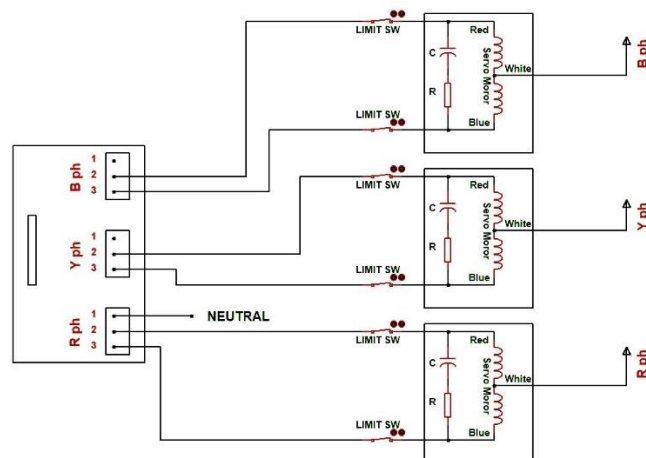 LIMIT SW
C
R
Red
Servo Moror
White
Blue
B ph
LIMIT SW
B ph
1
2
3
LIMIT SW
C
R
Red
Servo Moror
White
Blue
Y ph
LIMIT SW
Y ph
1
2
3
R ph
1
2
3
NEUTRAL
LIMIT SW
C
R
Red
Servo Moror
White
Blue
R ph
LIMIT SW